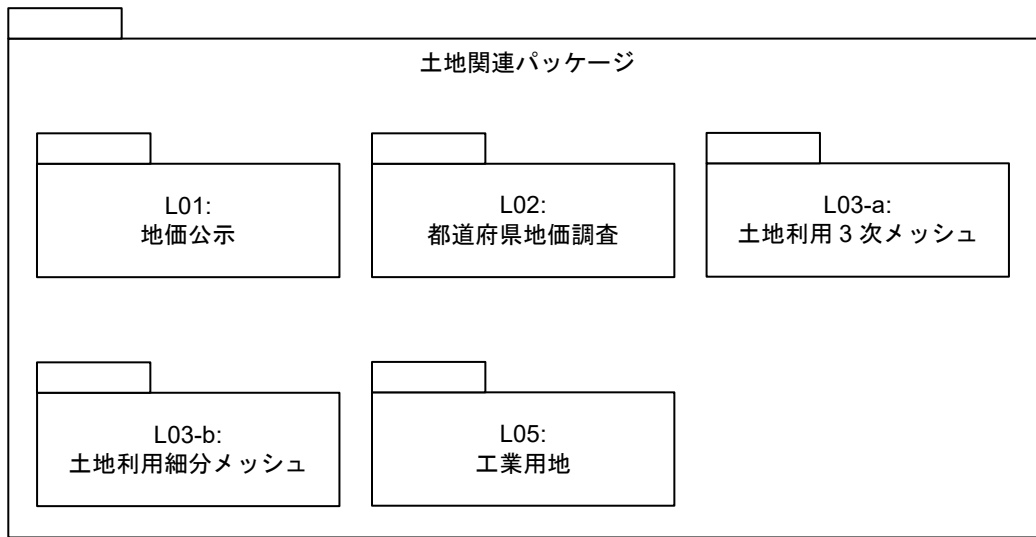 土地関連パッケージ
L01:
地価公示
L02:
都道府県地価調査
L03-a:
土地利用3次メッシュ
L03-b:
土地利用細分メッシュ
L05:
工業用地